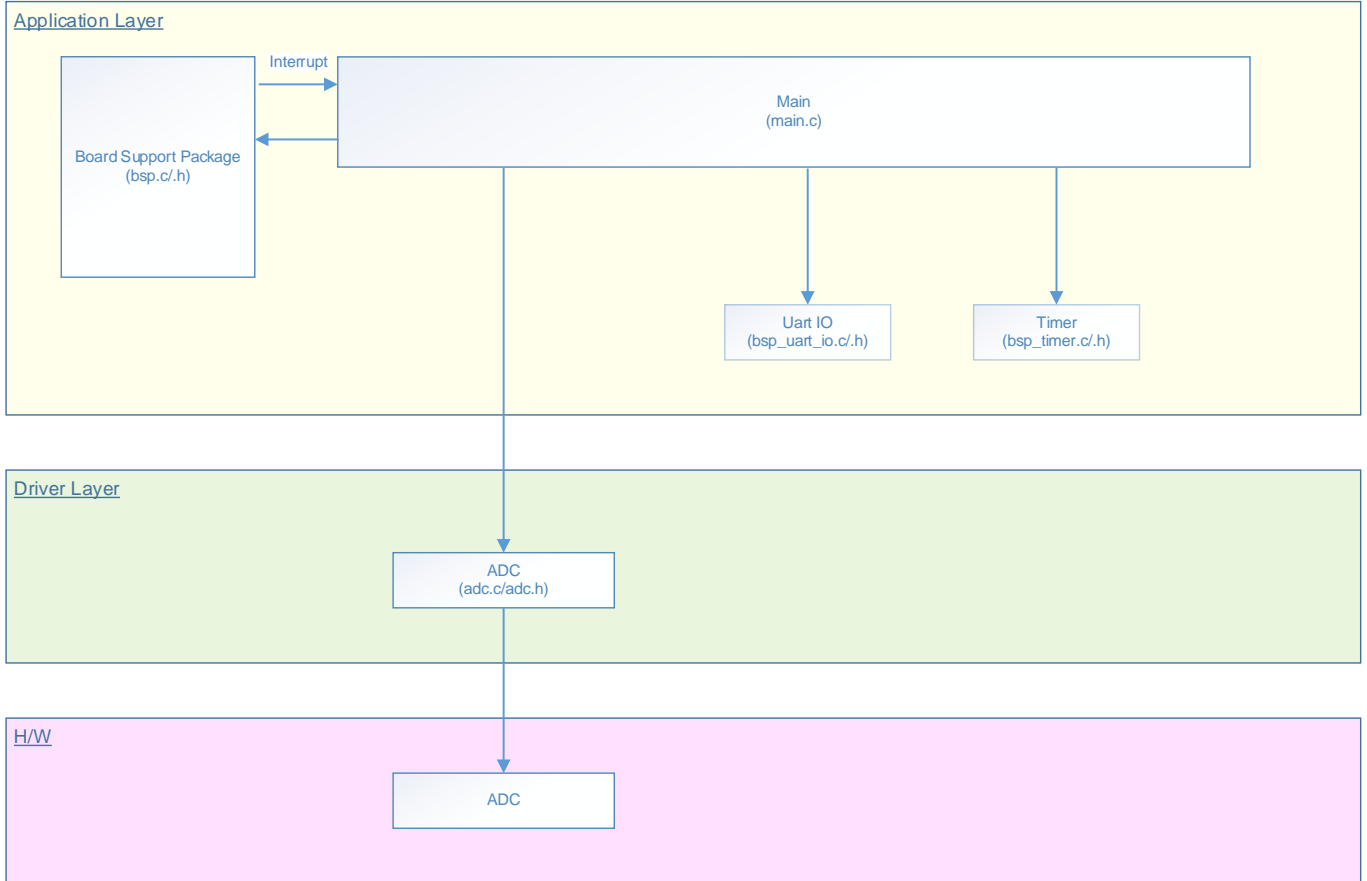 Application Layer
Interrupt
Main
(main.c)
Board Support Package
(bsp.c/.h)
Uart IO
(bsp_uart_io.c/.h)
Timer
(bsp_timer.c/.h)
Driver Layer
ADC
(adc.c/adc.h)
H/W
ADC